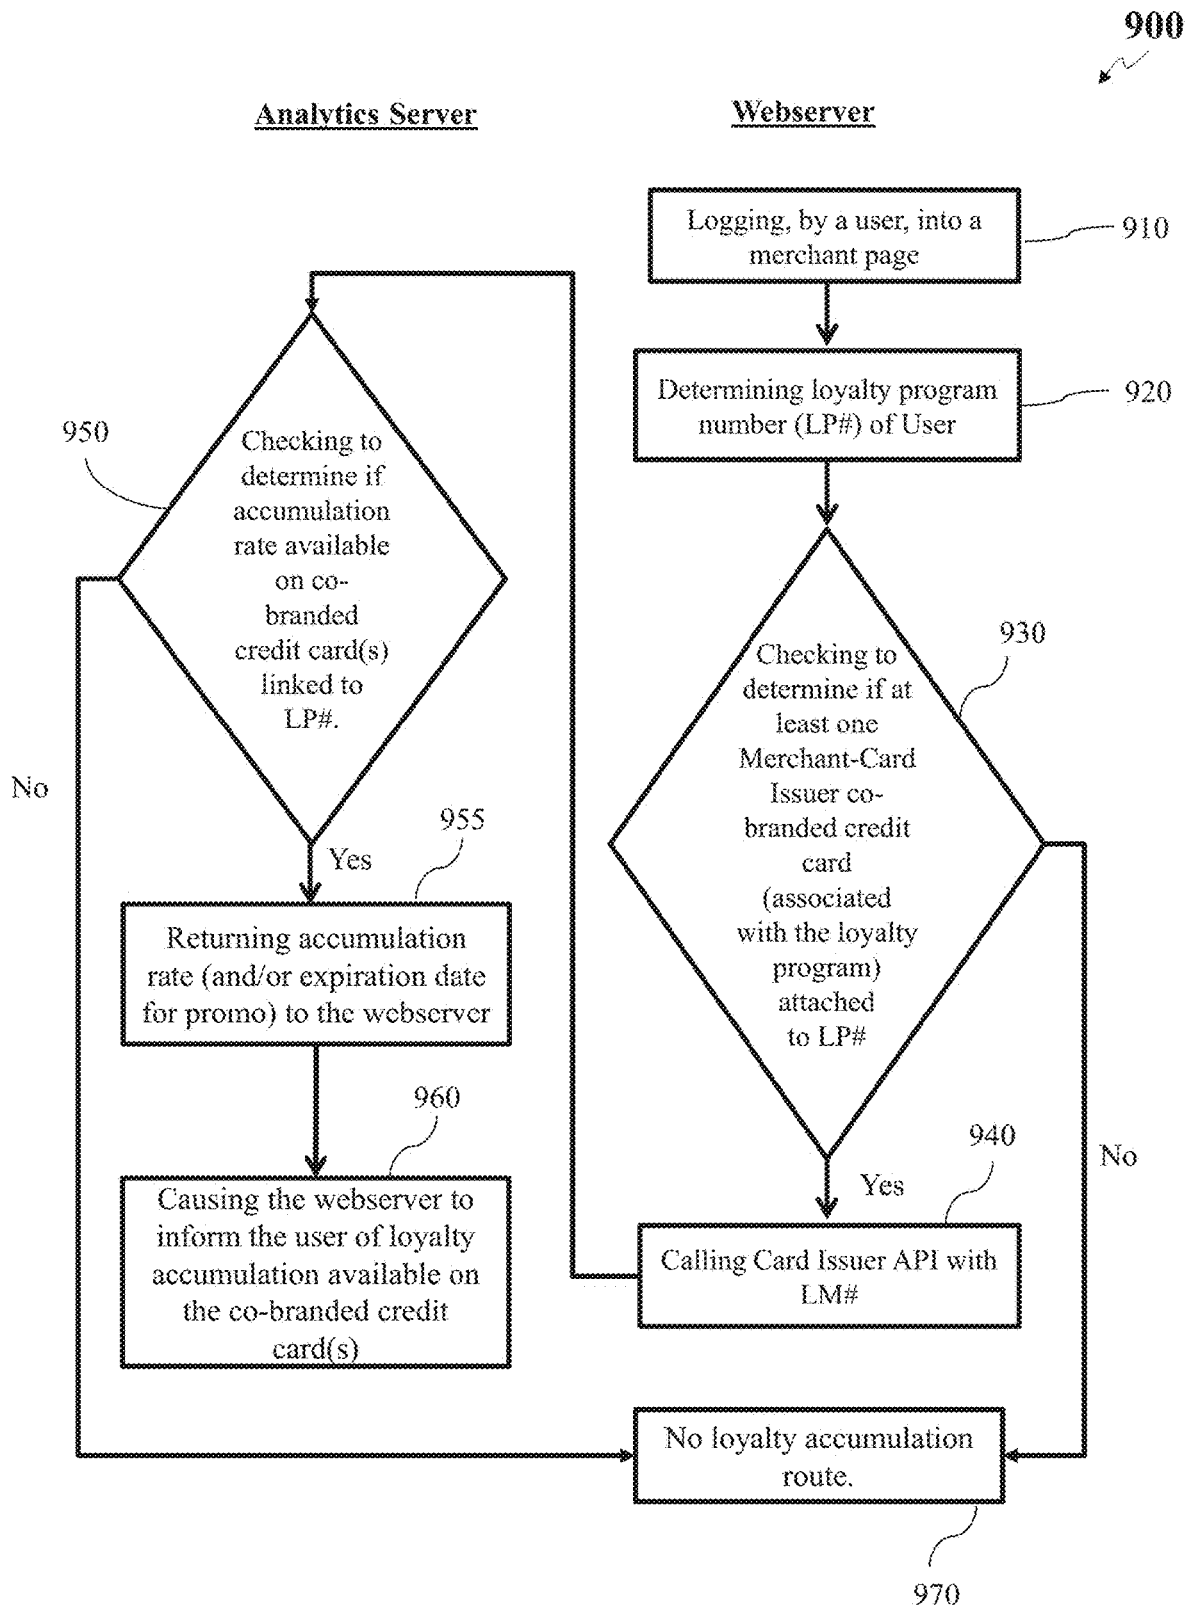 900
Analytics Server
Webserver
Logging, by a user, into a
merchant page
910
Determining loyalty program
number (LP#) of User
920
950
Checking to
determine if
accumulation
rate available
on co-
branded
credit card(s)
linked to
LP#.
No
Yes
930
Checking to
determine if at
least one
Merchant-Card
Issuer co-
branded credit
card
(associated
with the loyalty
program)
attached
to LP#
No
Yes
955
Returning accumulation
rate (and/or expiration date
for promo) to the webserver
960
Causing the webserver to
inform the user of loyalty
accumulation available on
the co-branded credit
card(s)
940
Calling Card Issuer API with
LM#
No loyalty accumulation
route.
970